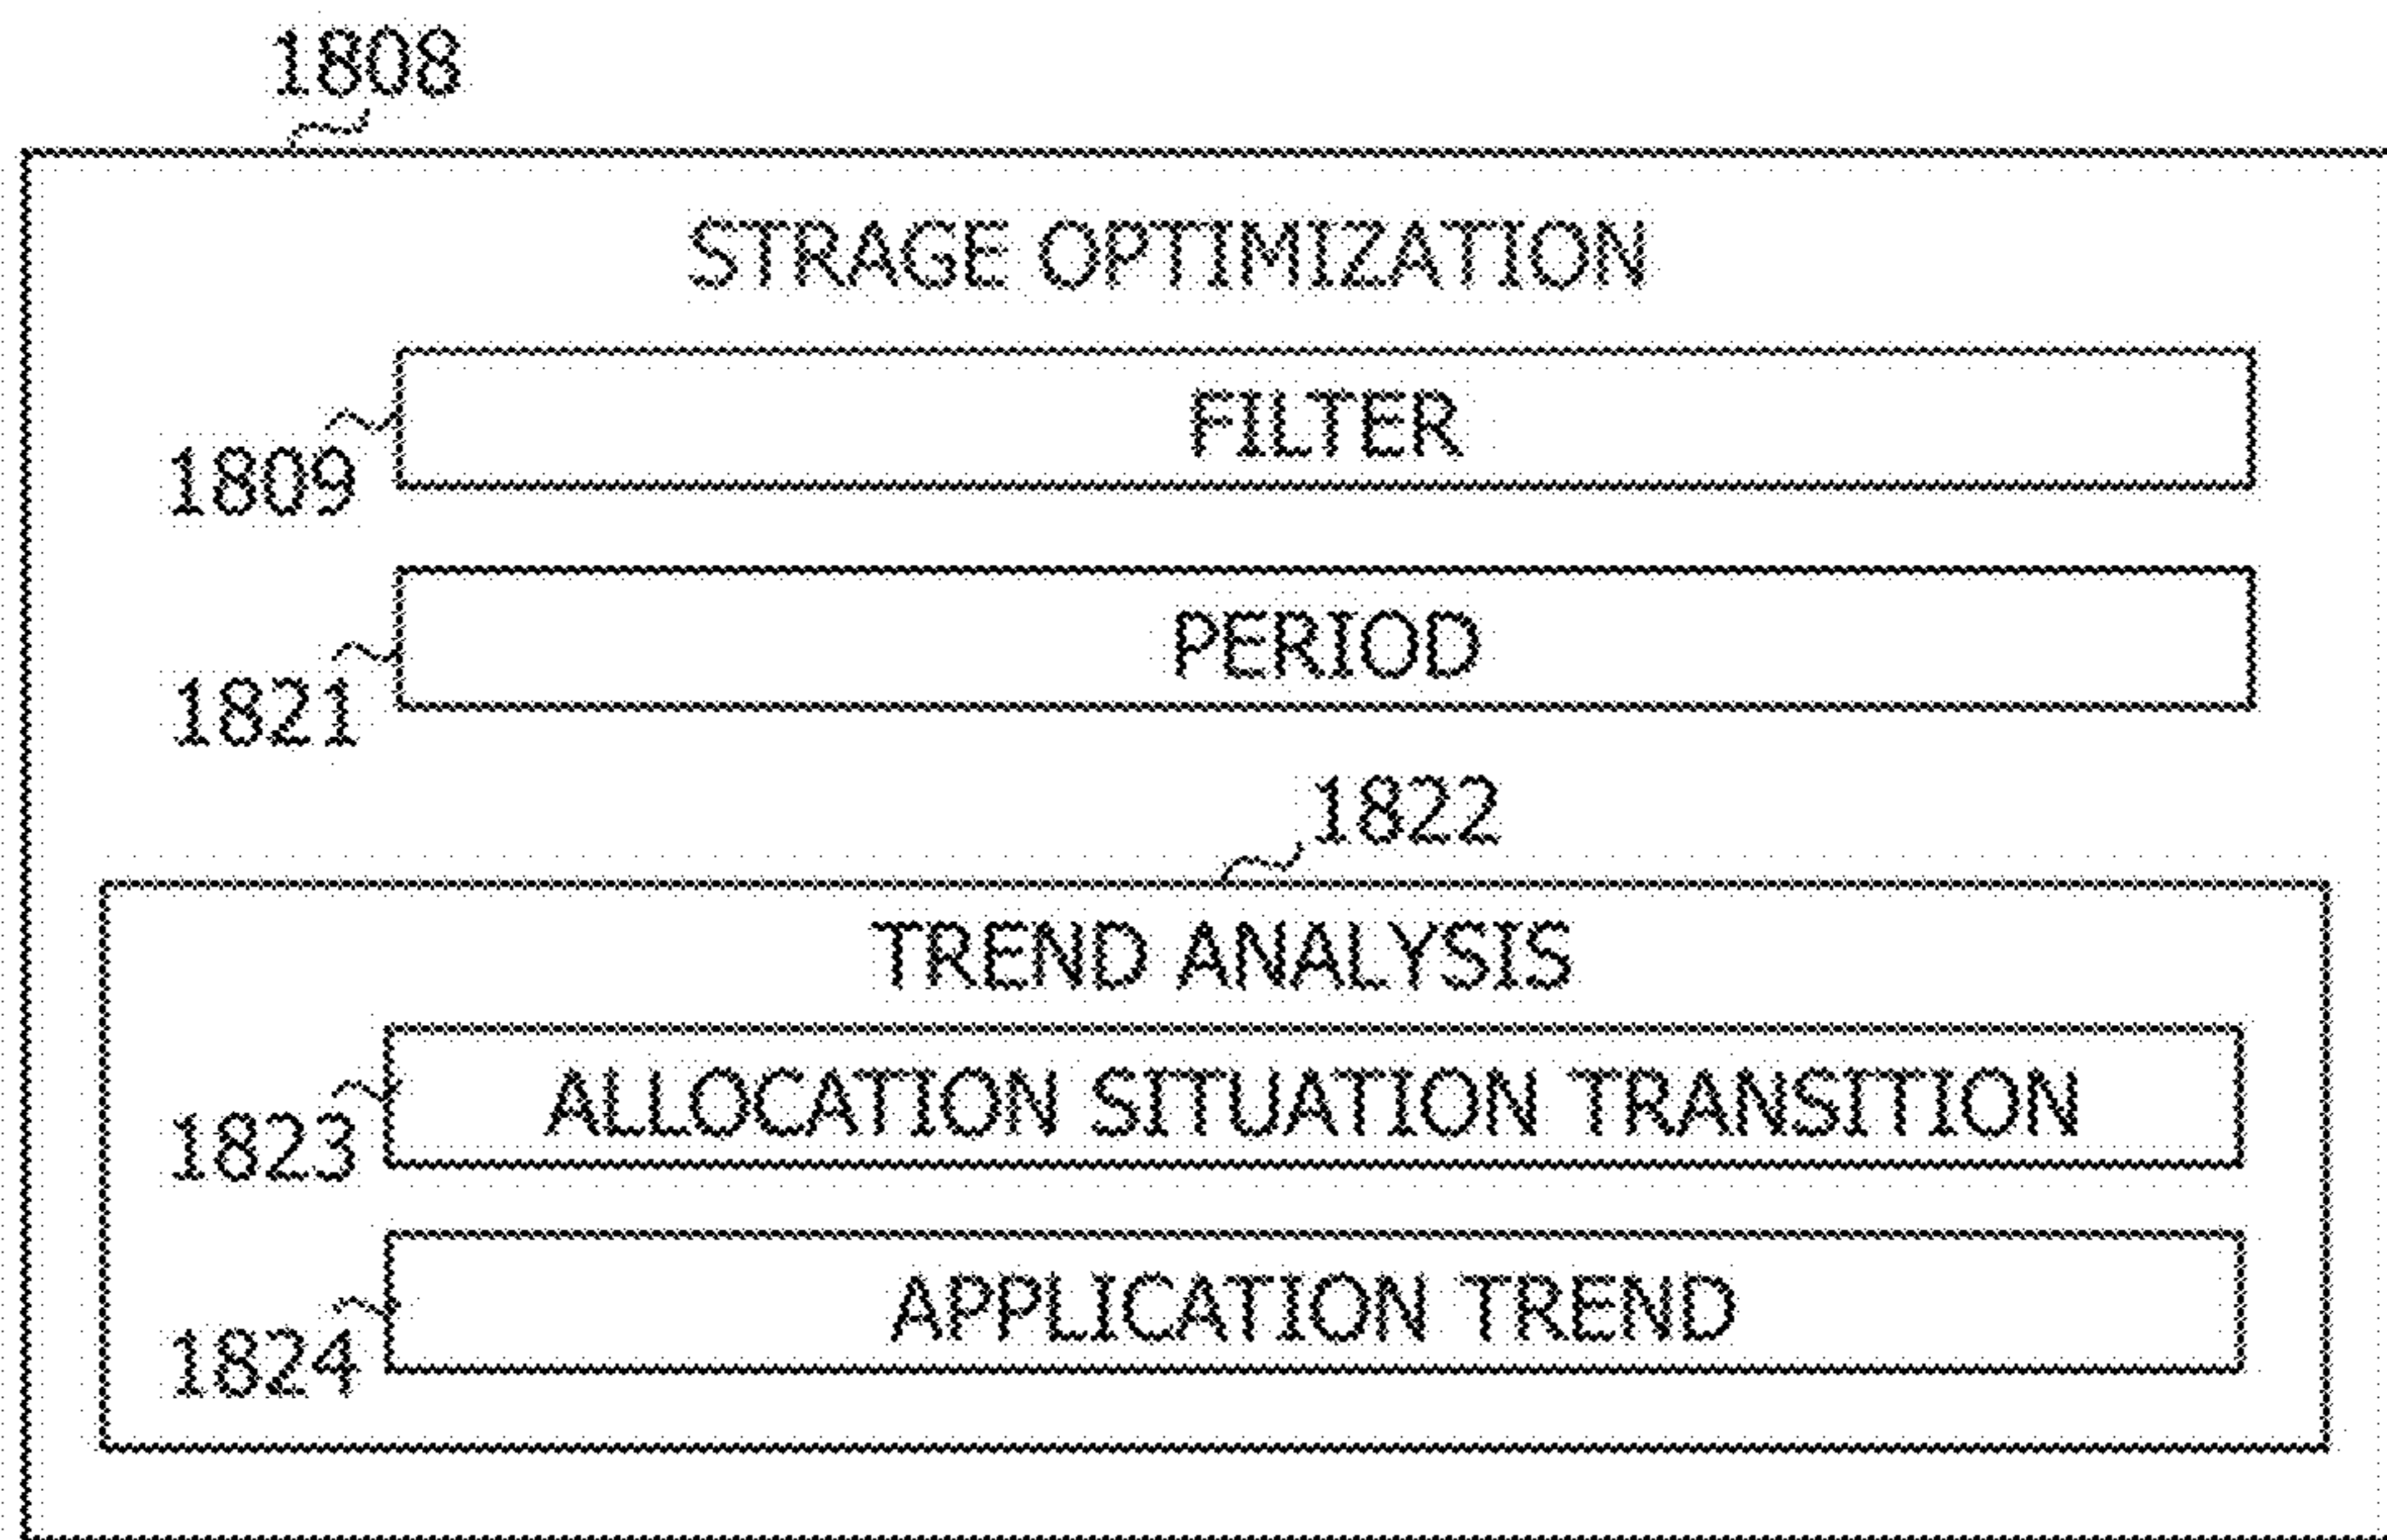 1808
STRAGE OPTIMIZATION
FILTER
1809
PERIOD
1821
1822
TREND ANALYSIS
ALLOCATION SITUATION TRANSITION
1823
APPLICATION TREND
1824